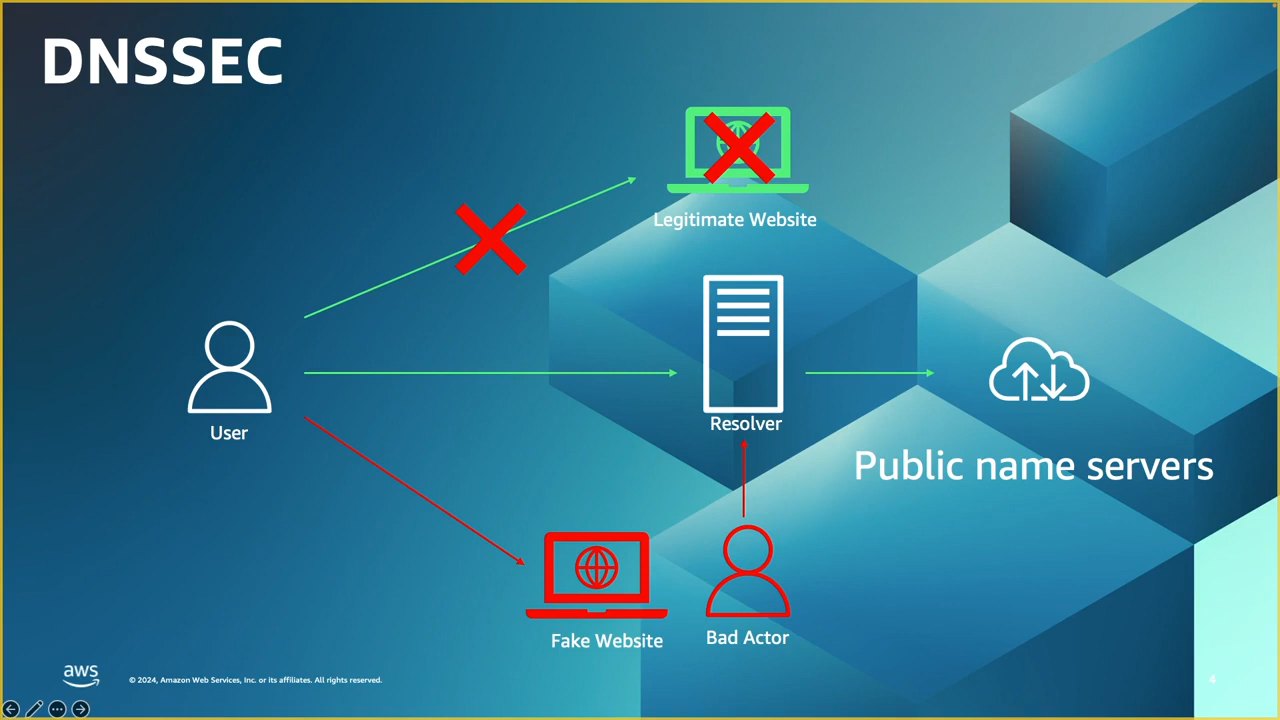 DNSSEC
Legitimate Website
Resolver
User
Public name servers
Fake Website
Bad Actor
aws
© 2024, Amazon Web Services, Inc. or its affiliates. All rights reserved.
4